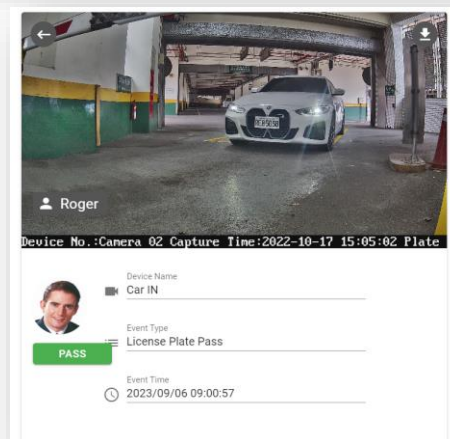 Roger
Device No.:Camera 02 Capture Time:2022-10-17 15:05:02 Plate
Device Name
Car IN
PASS
Event Type
License Plate Pass
Event Time
2023/09/06 09:00:57